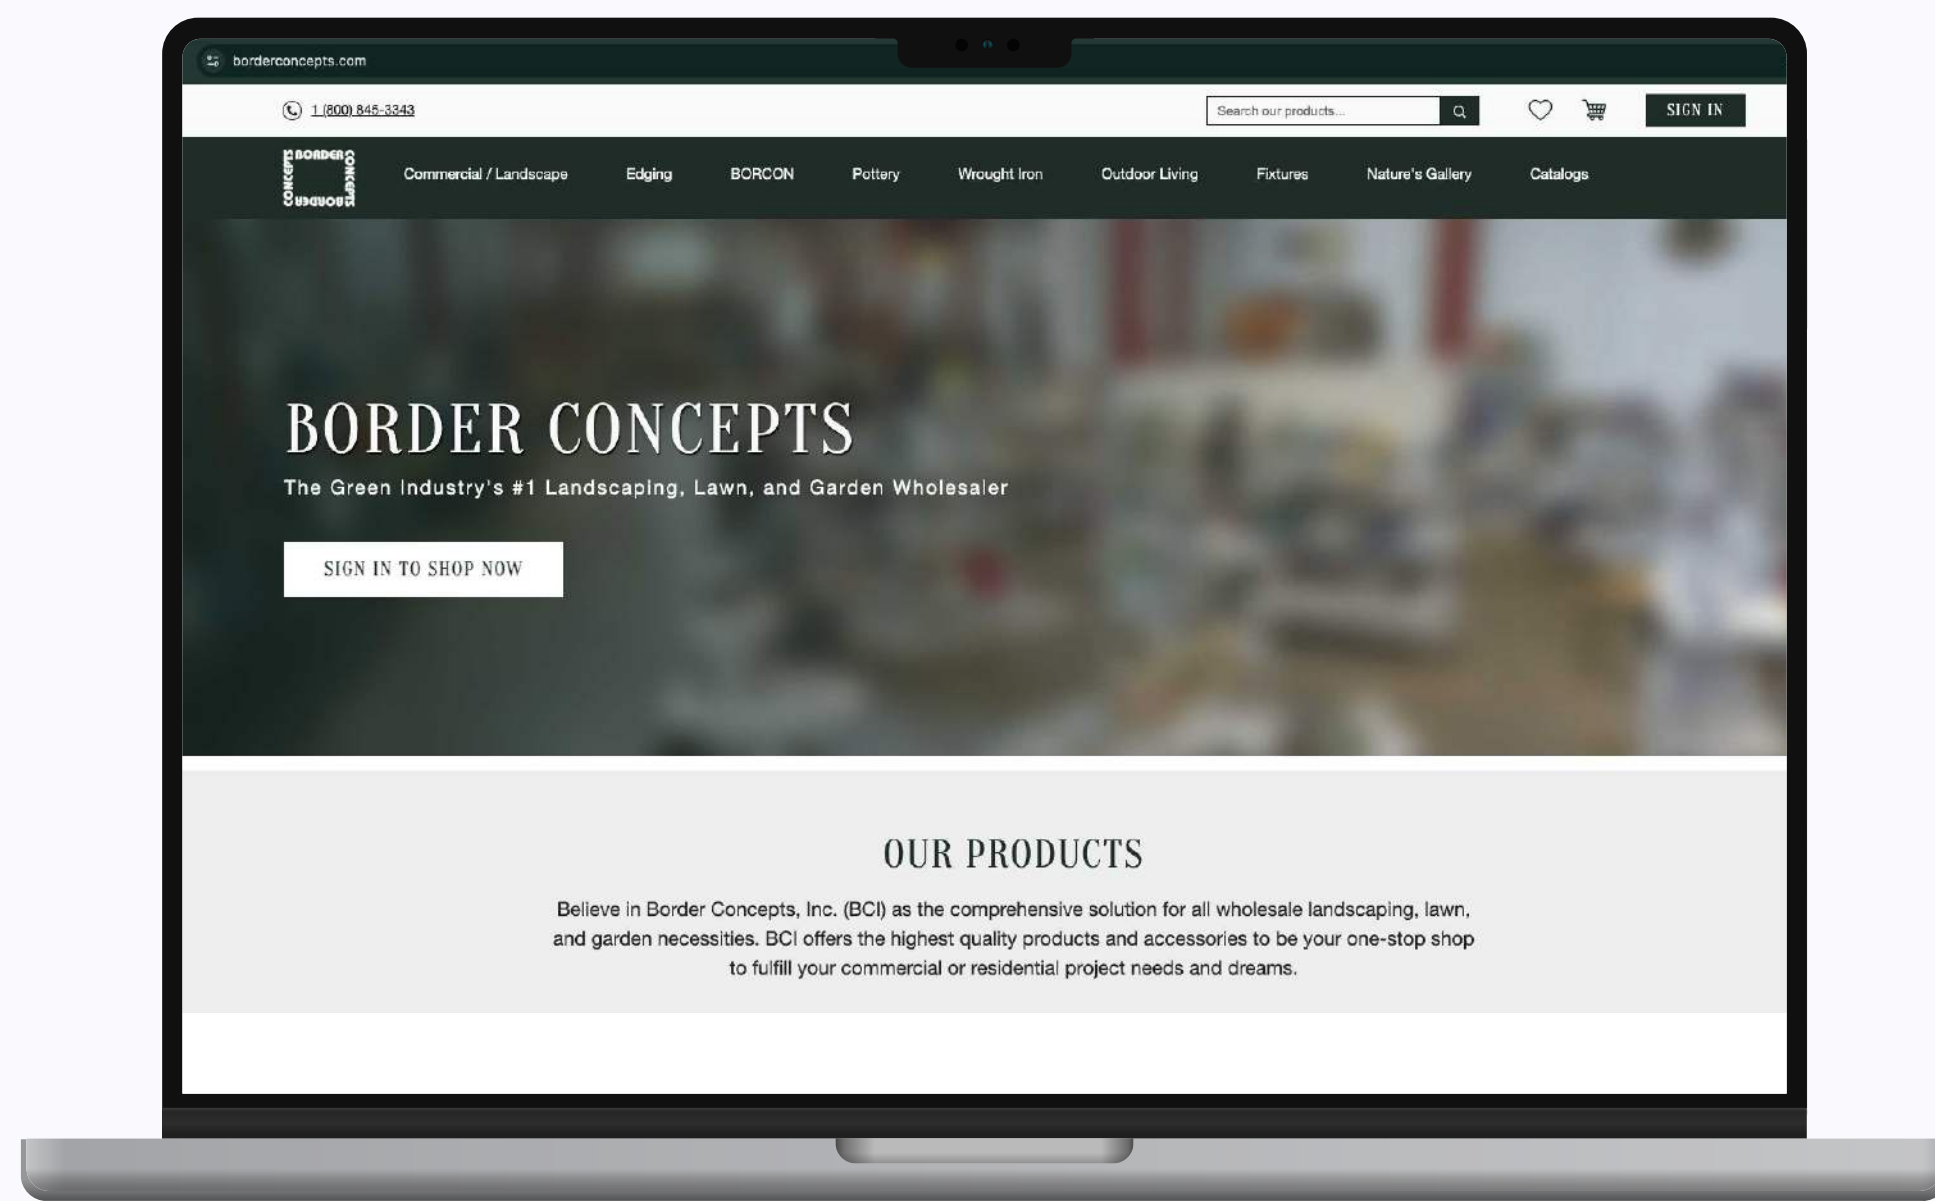 borderconcepts.com
1 (800) 845-3343
Search our products...
SIGN IN
BORDER
CONCEPTS
BORDER
CONCEPTS
Commercial / Landscape
Edging
BORCON
Pottery
Wrought Iron
Outdoor Living
Fixtures
Nature's Gallery
Catalogs
BORDER CONCEPTS
The Green Industry's #1 Landscaping, Lawn, and Garden Wholesaler
SIGN IN TO SHOP NOW
OUR PRODUCTS
Believe in Border Concepts, Inc. (BCI) as the comprehensive solution for all wholesale landscaping, lawn,
and garden necessities. BCI offers the highest quality products and accessories to be your one-stop shop
to fulfill your commercial or residential project needs and dreams.